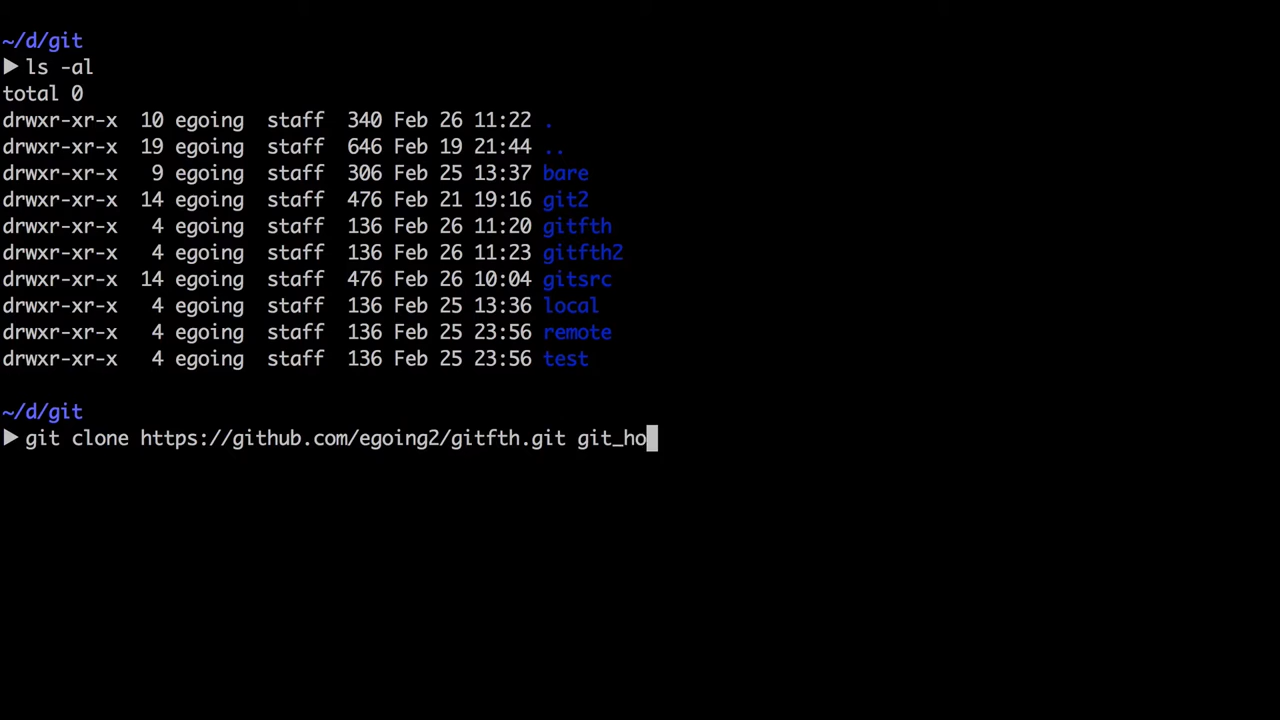 ~/d/git
▶ ls -al
total 0
drwxr-xr-x  10 egoing  staff  340 Feb 26 11:22 .
drwxr-xr-x  19 egoing  staff  646 Feb 19 21:44 ..
drwxr-xr-x   9 egoing  staff  306 Feb 25 13:37 bare
drwxr-xr-x  14 egoing  staff  476 Feb 21 19:16 git2
drwxr-xr-x   4 egoing  staff  136 Feb 26 11:20 gitfth
drwxr-xr-x   4 egoing  staff  136 Feb 26 11:23 gitfth2
drwxr-xr-x  14 egoing  staff  476 Feb 26 10:04 gitsrc
drwxr-xr-x   4 egoing  staff  136 Feb 25 13:36 local
drwxr-xr-x   4 egoing  staff  136 Feb 25 23:56 remote
drwxr-xr-x   4 egoing  staff  136 Feb 25 23:56 test
~/d/git
▶ git clone https://github.com/egoing2/gitfth.git git_ho